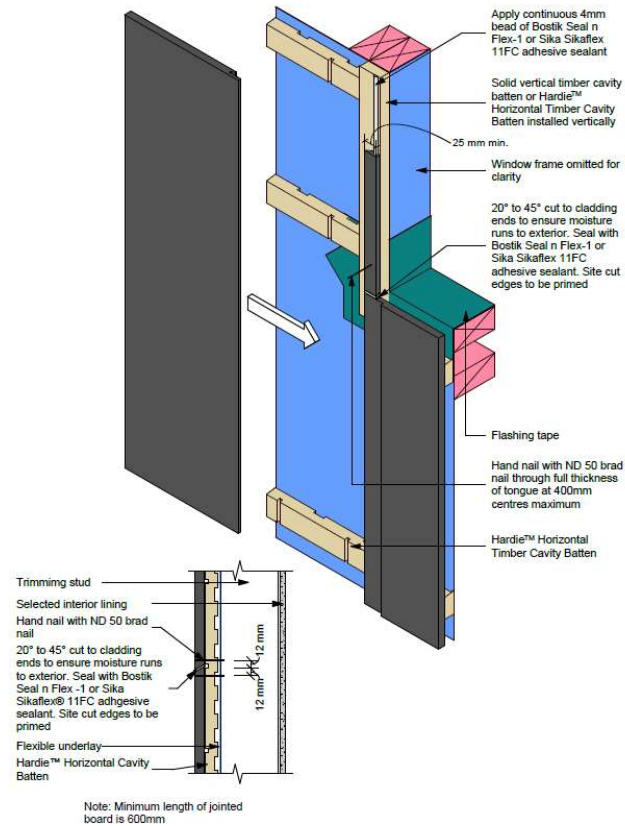 Apply continuous 4mm
bead of Bostik Seal n
Flex-1 or Sika Sikaflex
11FC adhesive sealant
Solid vertical timber cavity
batten or Hardie™
Horizontal Timber Cavity
Batten installed vertically
25 mm min.
Window frame omitted for
clarity
20° to 45° cut to cladding
ends to ensure moisture
runs to exterior. Seal with
Bostik Seal n Flex-1 or
Sika Sikaflex 11FC
adhesive sealant. Site cut
edges to be primed
Flashing tape
Hand nail with ND 50 brad
nail through full thickness
of tongue at 400mm
centres maximum
Hardie™ Horizontal
Timber Cavity Batten
Trimmimg stud
Selected interior lining
Hand nail with ND 50 brad
nail
20° to 45° cut to cladding
ends to ensure moisture runs
to exterior. Seal with Bostik
Seal n Flex -1 or Sika
Sikaflex® 11FC adhgesive
sealant. Site cut edges to be
primed
Flexible underlay
Hardie™ Horizontal Cavity
Batten
12 mm
12 mm
Note: Minimum length of jointed
board is 600mm